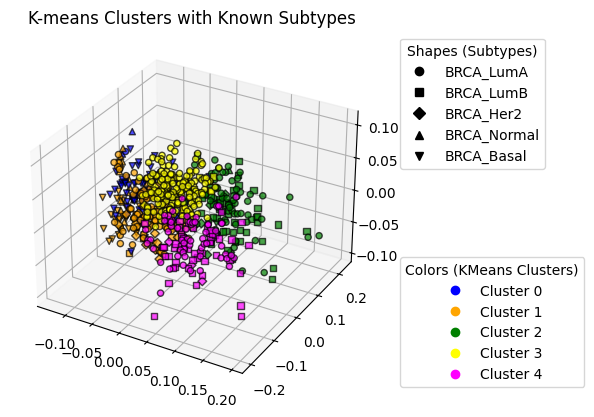 K-means Clusters with Known Subtypes
Shapes (Subtypes)
BRCA_LumA
BRCA_LumB
BRCA_Her2
BRCA_Normal
BRCA_Basal
0.10
0.05
0.00
−0.05
−0.10
0.2
0.1
0.0
−0.1
−0.2
−0.10
−0.05
0.00
0.05
0.10
0.15
0.20
Colors (KMeans Clusters)
Cluster 0
Cluster 1
Cluster 2
Cluster 3
Cluster 4